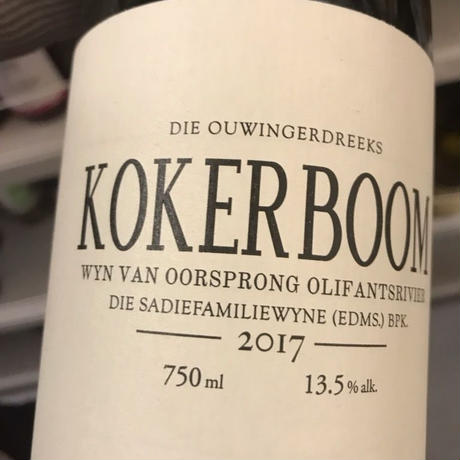 DIE OUWINGERDREEKS
KOKERBOOM
WYN VAN OORSPRONG OLIFANTSRIVIER
DIE SADIEFAMILIEWYNE (EDMS.) BPK.
2017
750 ml 13.5% alk.